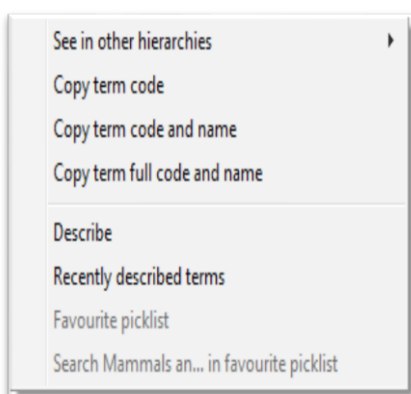 See in other hierarchies
Copy term code
Copy term code and name
Copy term full code and name
Describe
Recently described terms
Favourite picklist
Search Mammals an... in favourite picklist